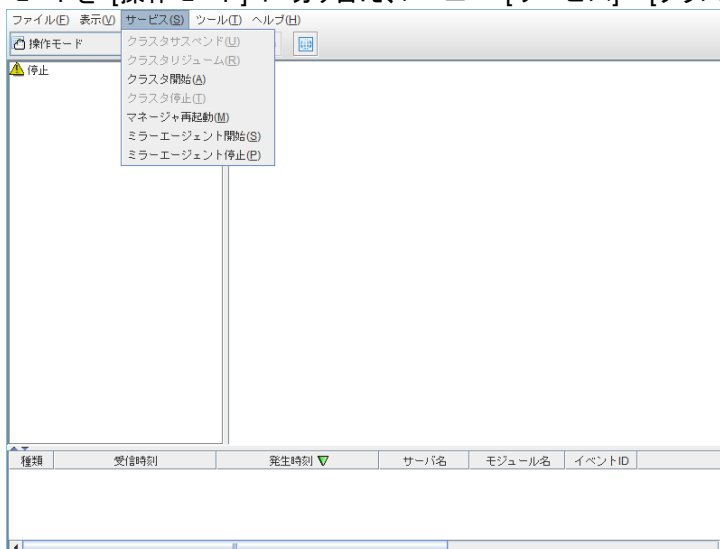 ファイル(F) 表示(V) サービス(S) ツール(T) ヘルプ(H)
操作モード
停止
クラスタサスペンド(U)
クラスタリジューム(R)
クラスタ開始(A)
クラスタ停止(T)
マネージャ再起動(M)
ミラーエージェント開始(S)
ミラーエージェント停止(P)
種類 受信時刻 発生時刻 サーバ名 モジュール名 イベントID